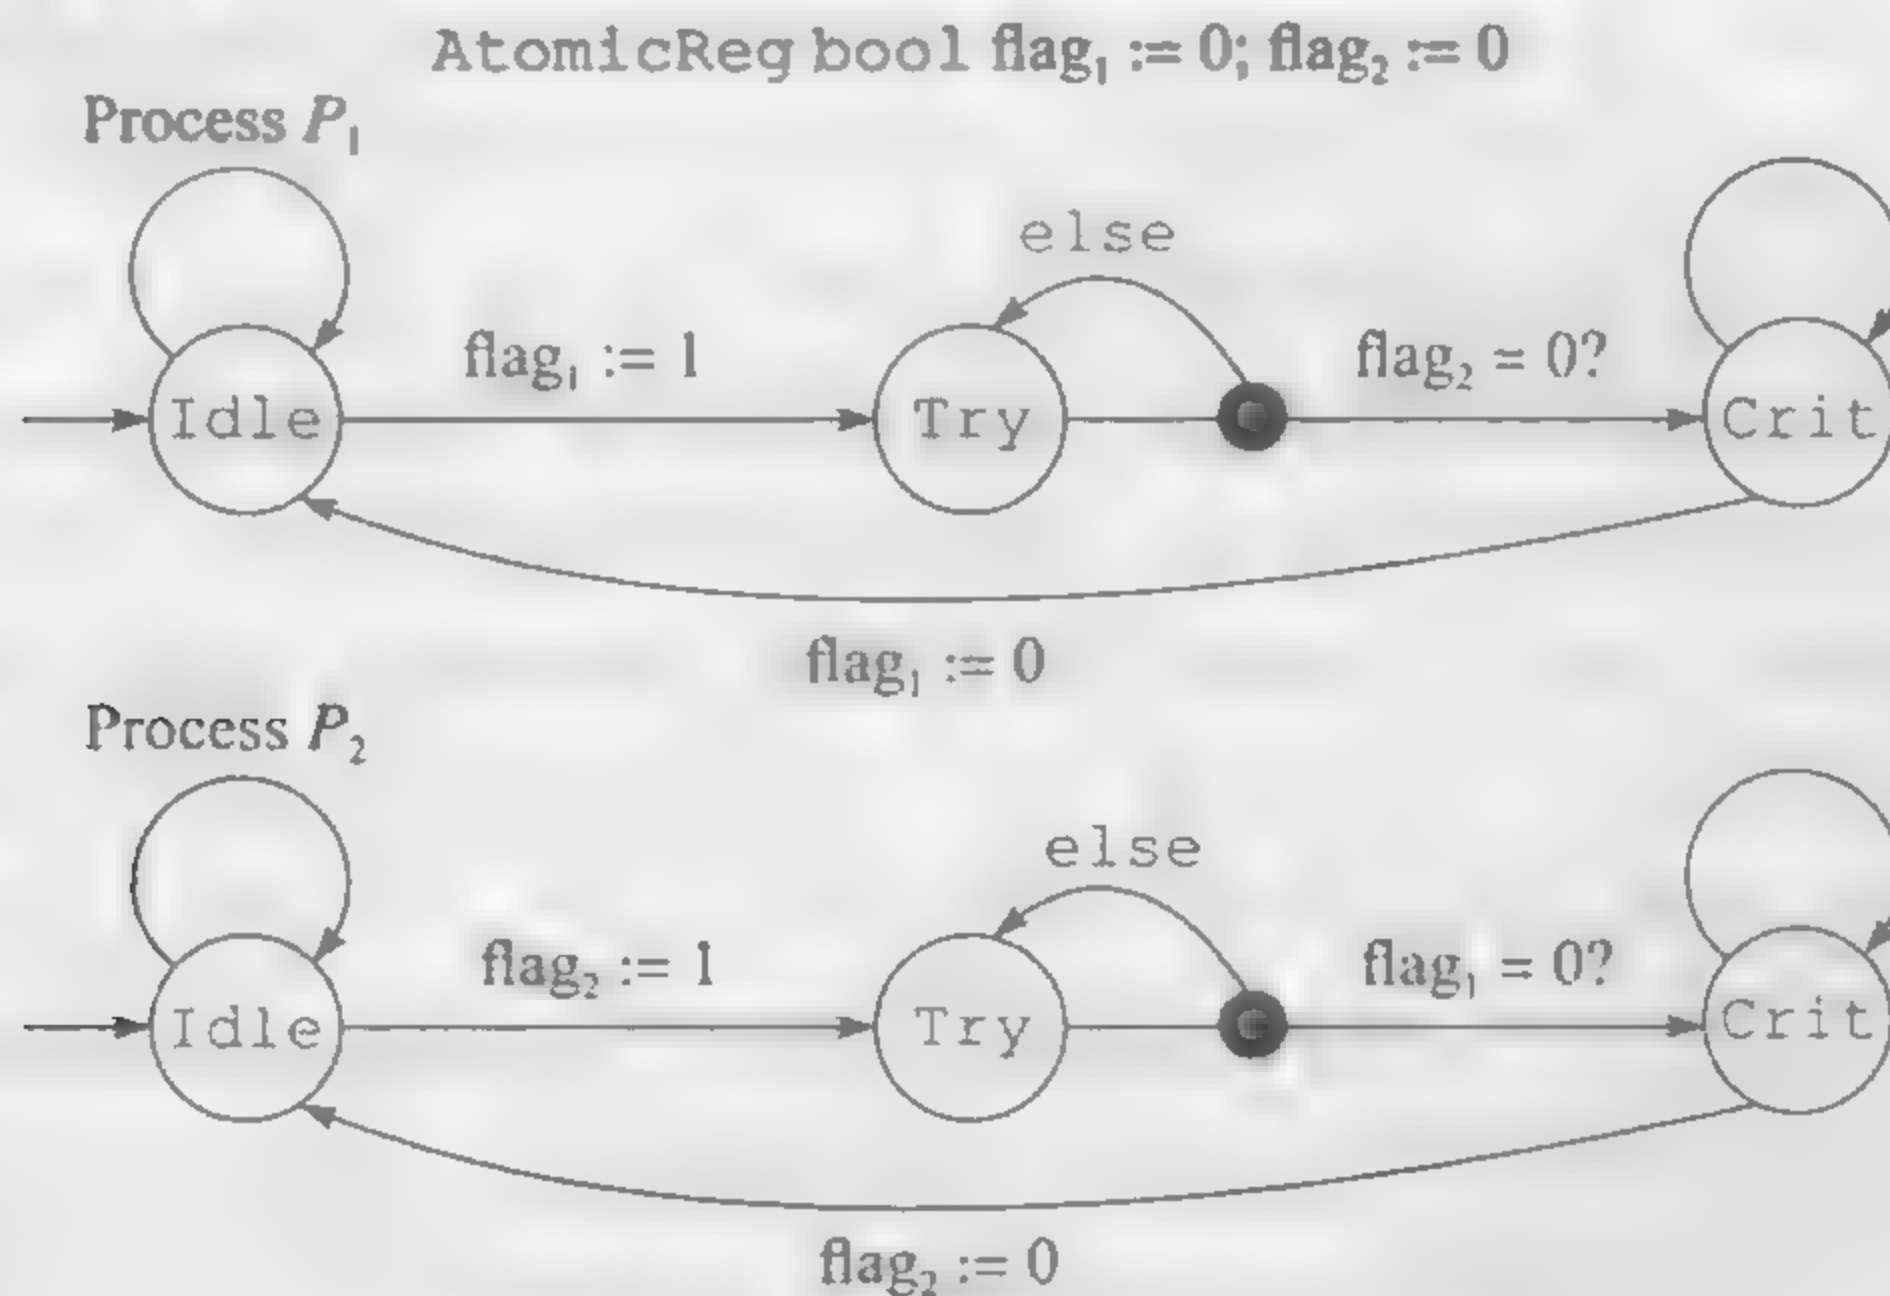 AtomicReg bool flag₁ := 0; flag₂ := 0
Process P₁
else
flag₁ := 1
flag₂ = 0?
Idle
Try
Crit
flag₁ := 0
Process P₂
else
flag₂ := 1
flag₁ = 0?
Idle
Try
Crit
flag₂ := 0